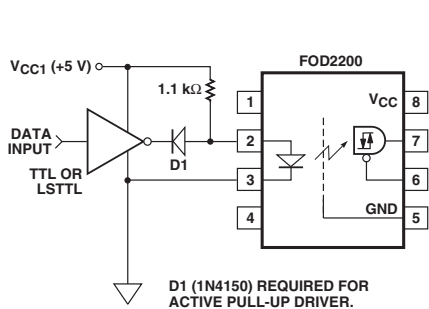 FOD2200
VCC1 (+5 V)
1.1 kΩ
1
VCC
8
DATA
INPUT
2
7
D1
TTL OR
LSTTL
3
6
GND
4
5
D1 (1N4150) REQUIRED FOR
ACTIVE PULL-UP DRIVER.